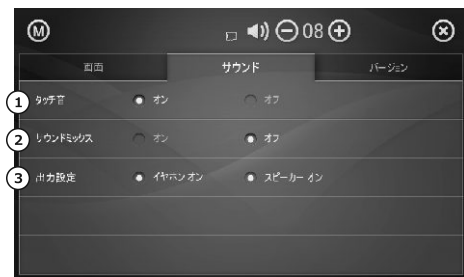 M 08
画面 サウンド バージョン
1 タッチ音 オン オフ
2 サウンドミックス オン オフ
3 出力設定 イヤホン オン スピーカー オン